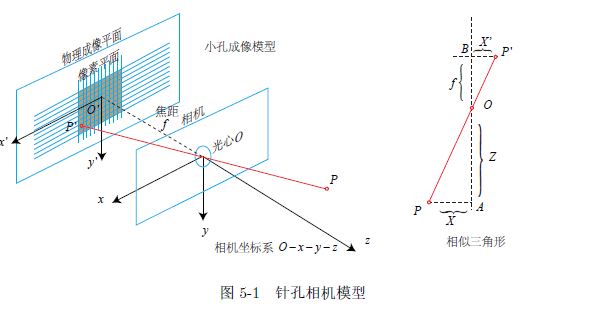 物理成像平面
像素平面
小孔成像模型
O'
焦距
f
相机
P'
x'
y'
光心O
P
x
y
z
相机坐标系 O－x－y－z
B
X'
P'
f
O
Z
P
X
A
相似三角形
图 5-1 针孔相机模型